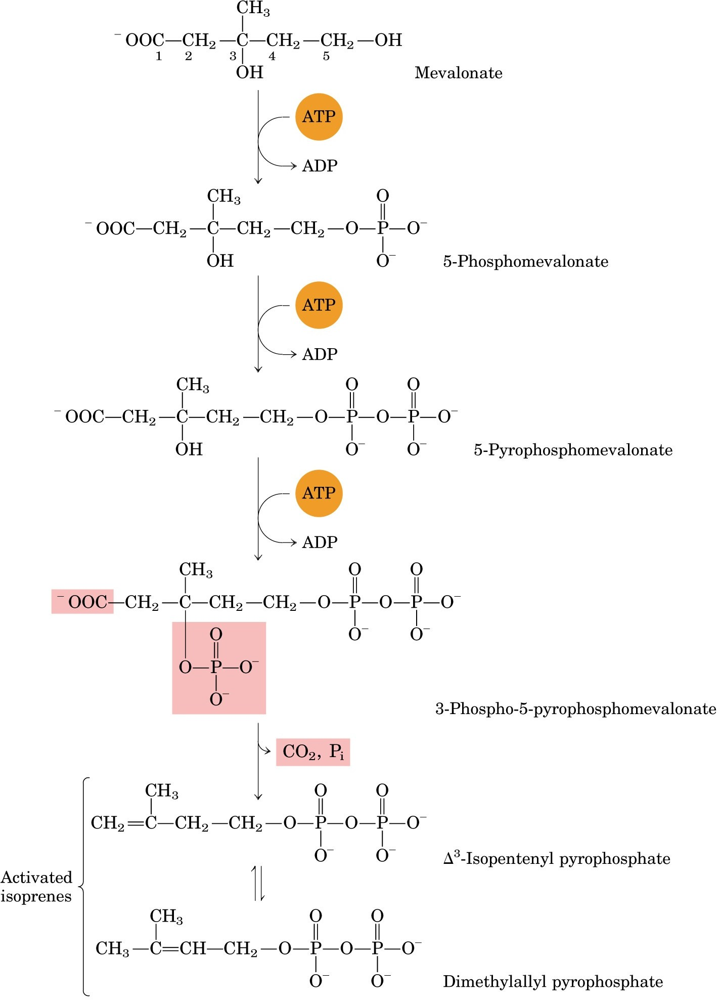 CH₃
⁻OOC—CH₂—C—CH₂—CH₂—OH
1 2 3 4 5
OH
Mevalonate
ATP
ADP
CH₃ O
⁻OOC—CH₂—C—CH₂—CH₂—O—P—O⁻
OH O⁻
5-Phosphomevalonate
ATP
ADP
CH₃ O O
⁻OOC—CH₂—C—CH₂—CH₂—O—P—O—P—O⁻
OH O⁻ O⁻
5-Pyrophosphomevalonate
ATP
ADP
CH₃ O O
⁻OOC—CH₂—C—CH₂—CH₂—O—P—O—P—O⁻
O O⁻ O⁻
O—P—O⁻
O⁻
3-Phospho-5-pyrophosphomevalonate
CO₂, Pᵢ
CH₃ O O
CH₂=C—CH₂—CH₂—O—P—O—P—O⁻
O⁻ O⁻
Δ³-Isopentenyl pyrophosphate
Activated
isoprenes
CH₃ O O
CH₃—C=CH—CH₂—O—P—O—P—O⁻
O⁻ O⁻
Dimethylallyl pyrophosphate